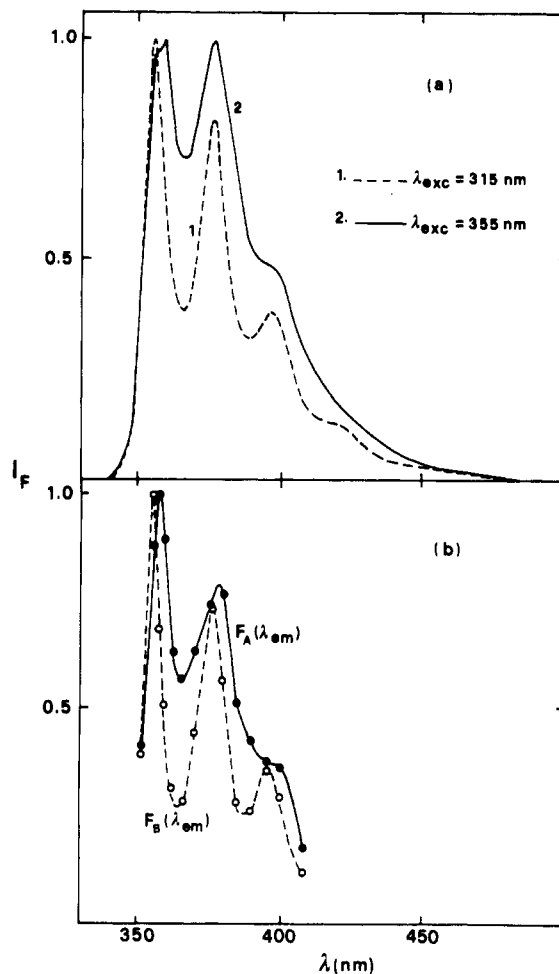 1.0
(a)
2
1. λexc = 315 nm
1
2. λexc = 355 nm
0.5
IF
1.0
(b)
FA(λem)
0.5
FB(λem)
0
350
400
450
λ(nm)